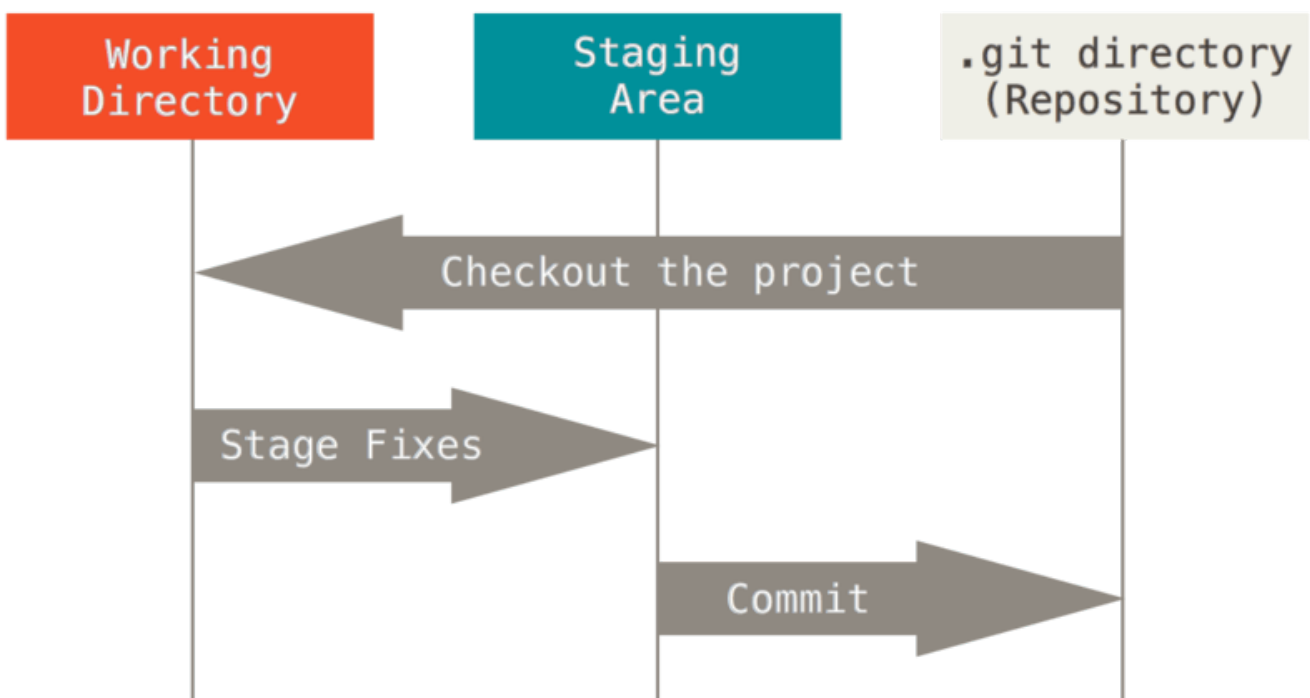 Working
Directory
Staging
Area
.git directory
(Repository)
Checkout the project
Stage Fixes
Commit